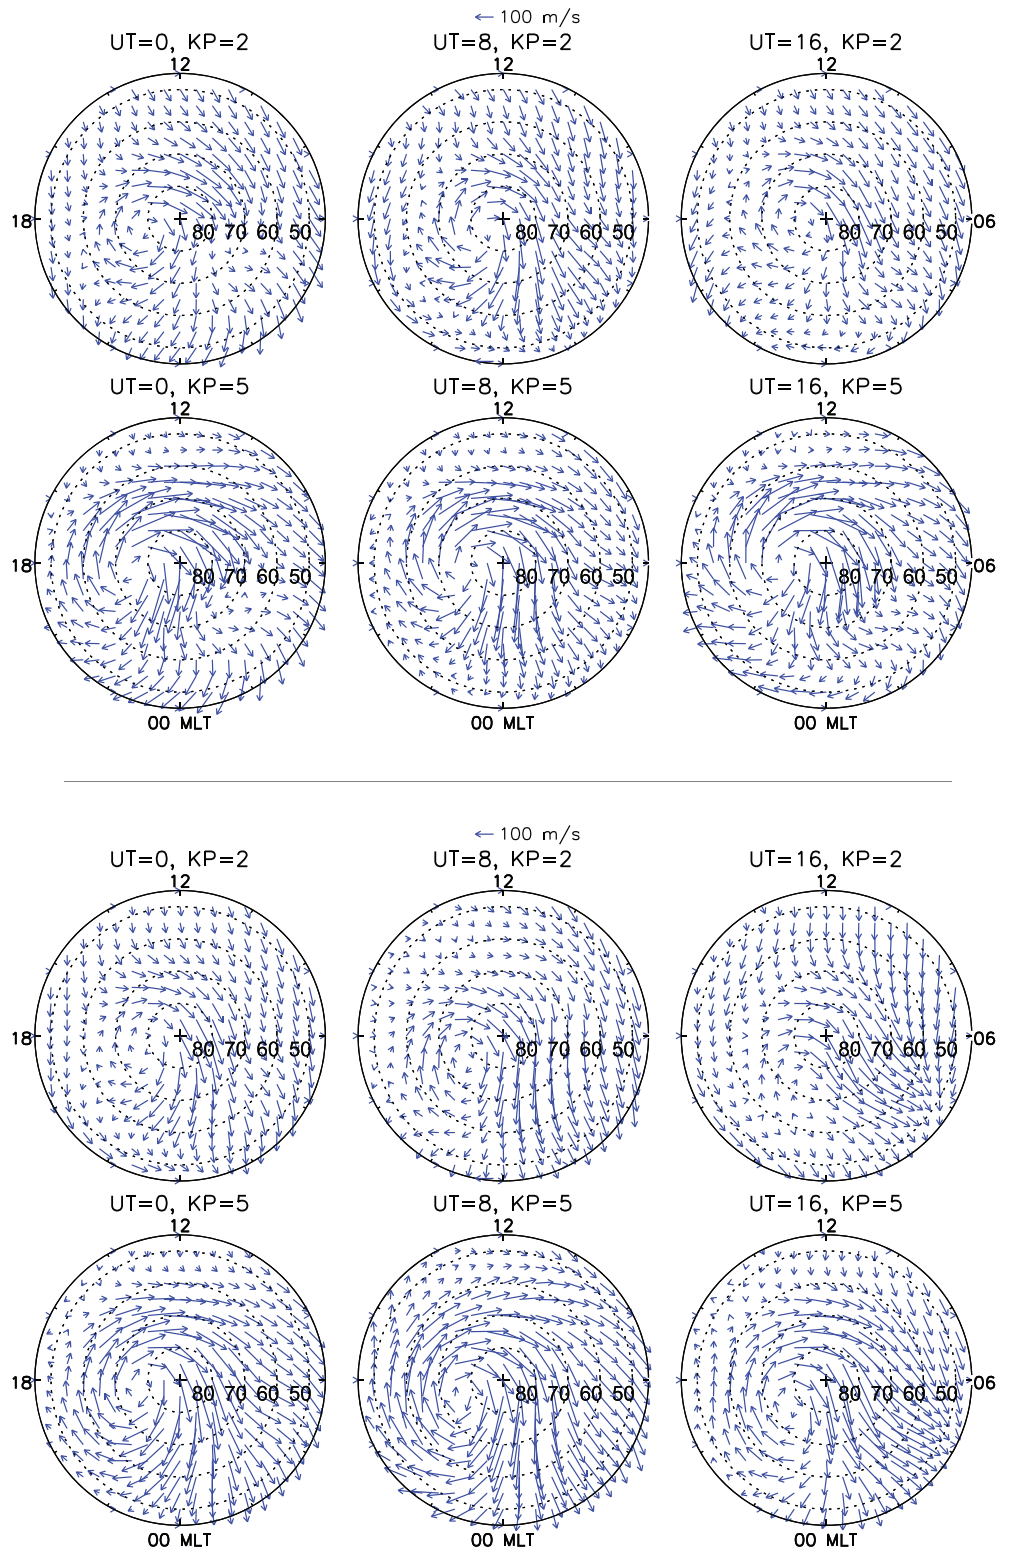 ← 100 m/s
UT=0, KP=2 UT=8, KP=2 UT=16, KP=2
12 12 12
18 80 70 60 50 80 70 60 50 80 70 60 50 06
UT=0, KP=5 UT=8, KP=5 UT=16, KP=5
12 12 12
18 80 70 60 50 80 70 60 50 80 70 60 50 06
00 MLT 00 MLT 00 MLT
← 100 m/s
UT=0, KP=2 UT=8, KP=2 UT=16, KP=2
12 12 12
18 80 70 60 50 80 70 60 50 80 70 60 50 06
UT=0, KP=5 UT=8, KP=5 UT=16, KP=5
12 12 12
18 80 70 60 50 80 70 60 50 80 70 60 50 06
00 MLT 00 MLT 00 MLT